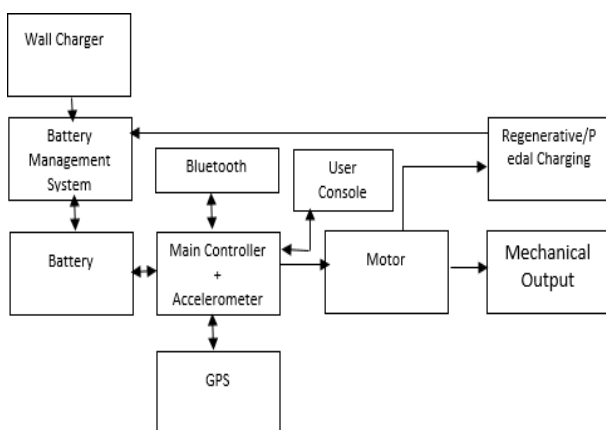 Wall Charger
Battery
Management
System
Regenerative/P
edal Charging
Bluetooth
User
Console
Battery
Main Controller
+
Accelerometer
Motor
Mechanical
Output
GPS